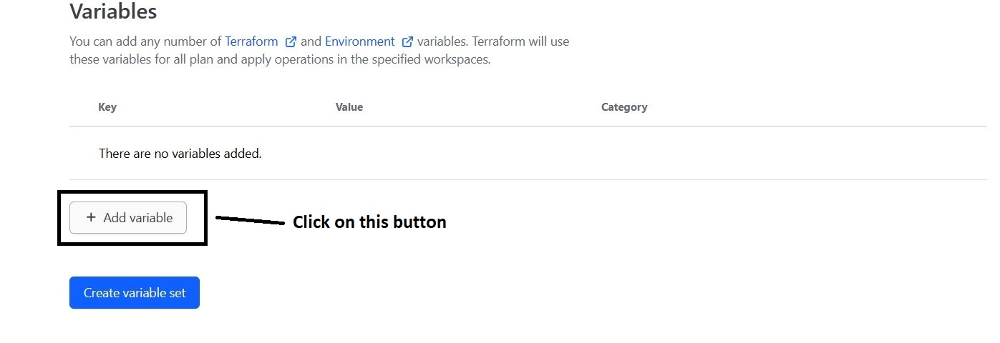 Variables
You can add any number of Terraform and Environment variables. Terraform will use
these variables for all plan and apply operations in the specified workspaces.
Key Value Category
There are no variables added.
+ Add variable
Click on this button
Create variable set